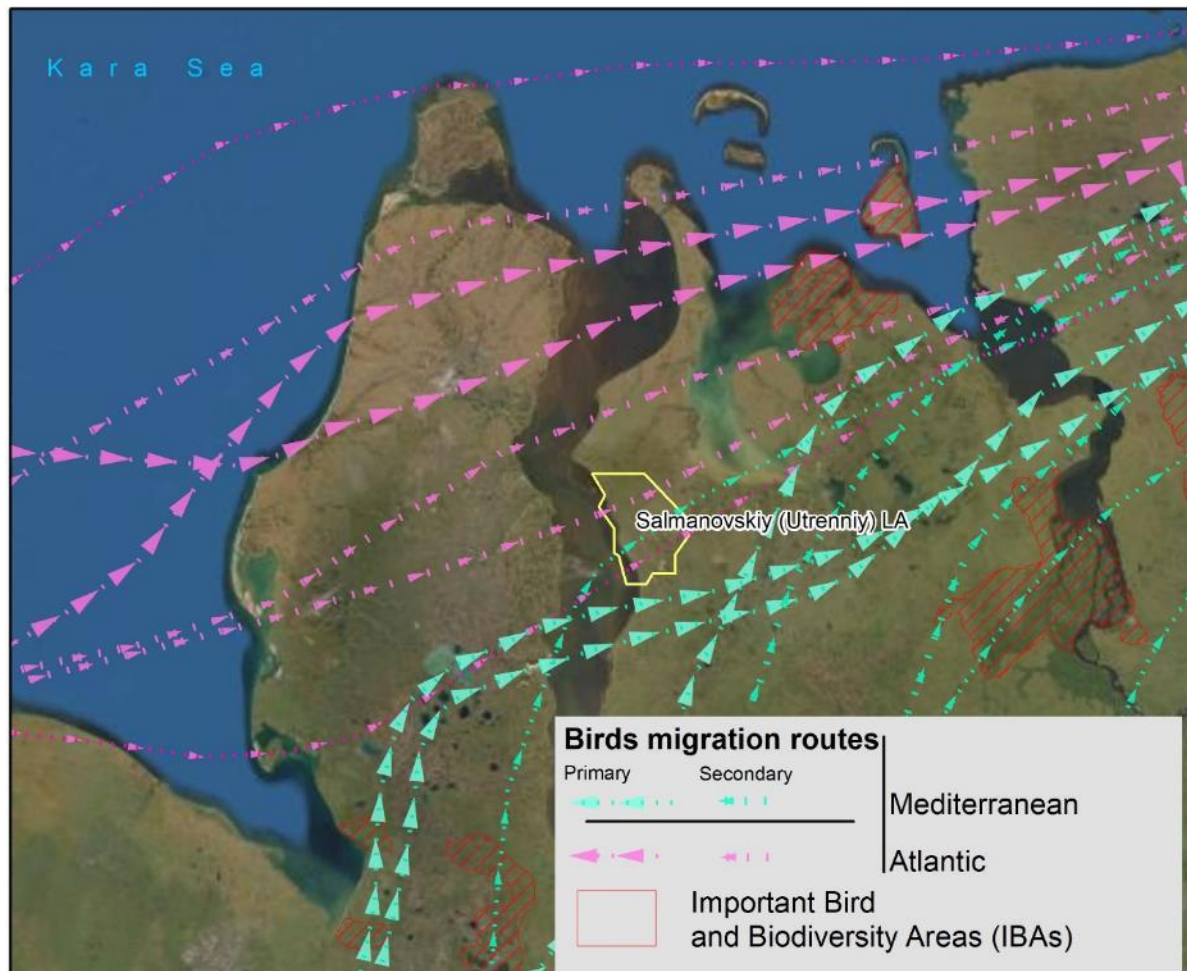 Kara Sea
Salmanovskiy (Utrenniy) LA
Birds migration routes
Primary Secondary
Mediterranean
Atlantic
Important Bird
and Biodiversity Areas (IBAs)